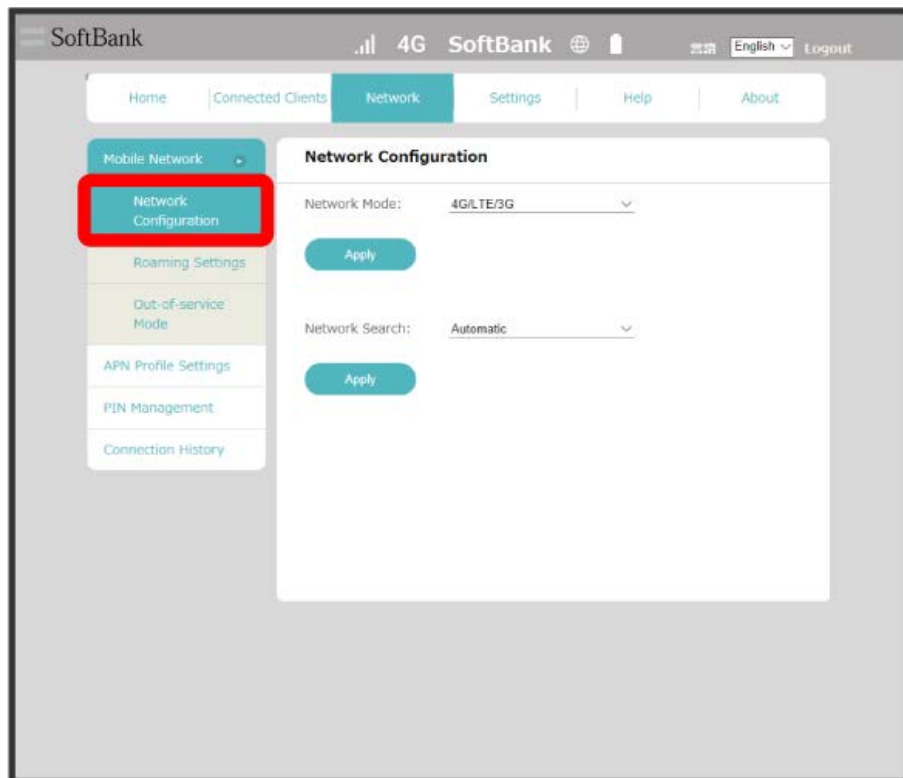 SoftBank
4G SoftBank
言語 English Logout
Home Connected Clients Network Settings Help About
Mobile Network
Network
Configuration
Roaming Settings
Out-of-service
Mode
APN Profile Settings
PIN Management
Connection History
Network Configuration
Network Mode: 4G/LTE/3G
Apply
Network Search: Automatic
Apply